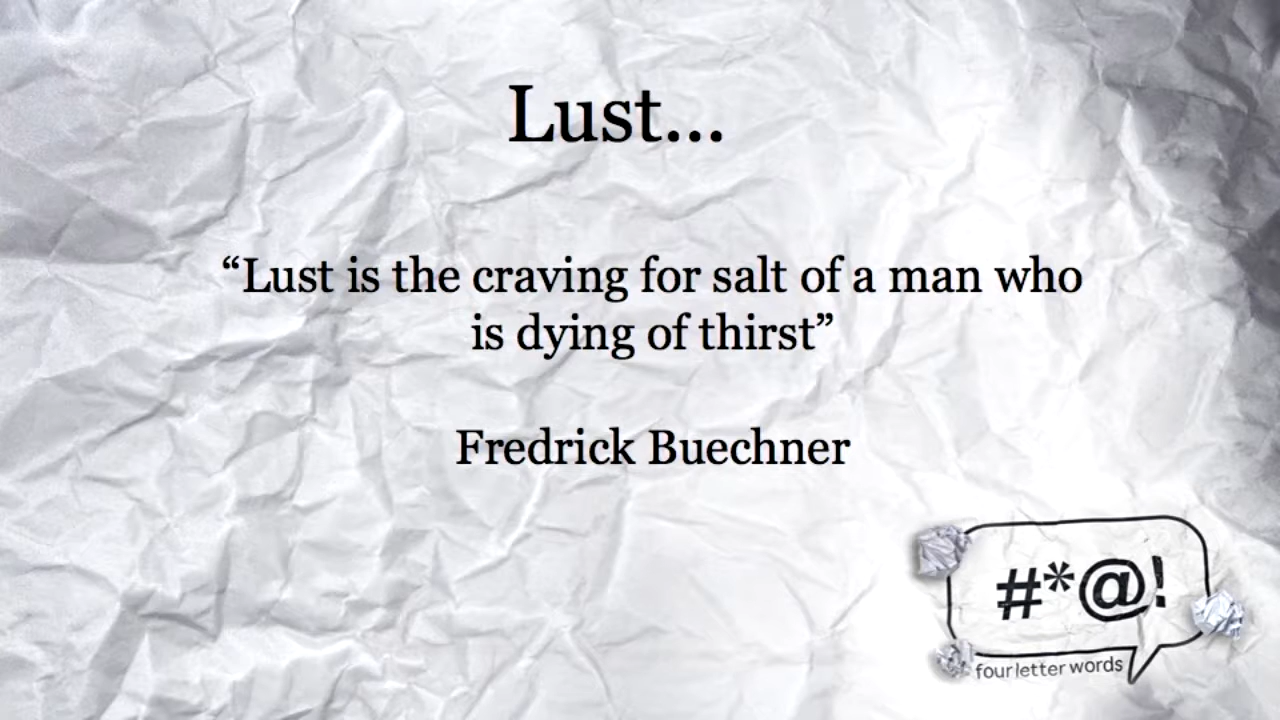 Lust...
“Lust is the craving for salt of a man who
is dying of thirst”
Fredrick Buechner
#*@!
four letter words